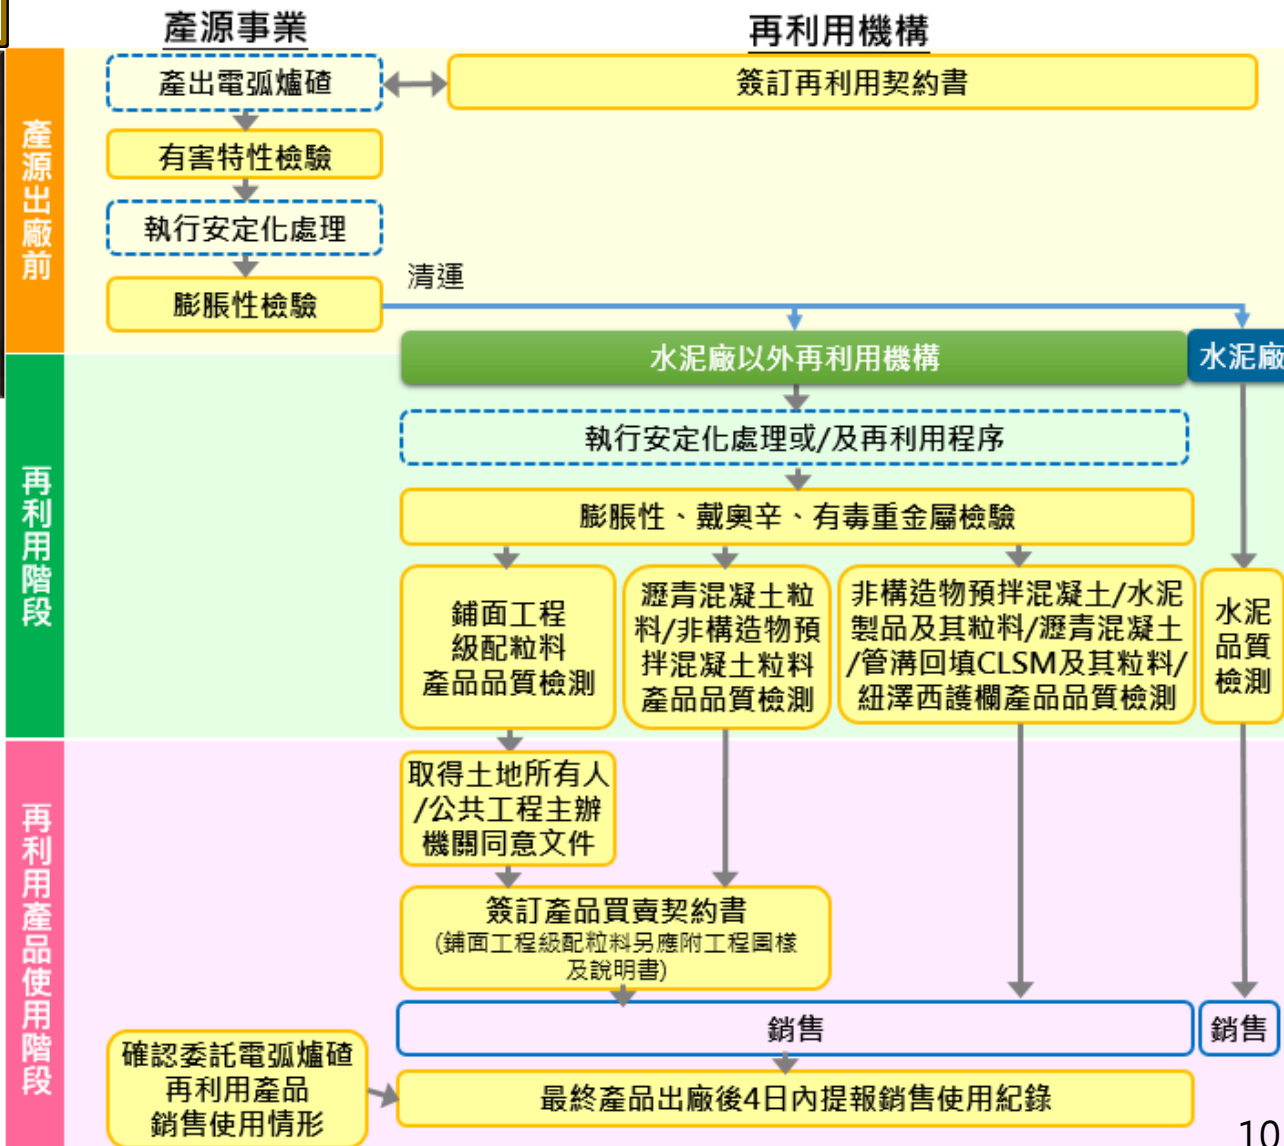 產源事業
再利用機構
產源出廠前
產出電弧爐碴
簽訂再利用契約書
有害特性檢驗
執行安定化處理
膨脹性檢驗
清運
水泥廠以外再利用機構
水泥廠
再利用階段
執行安定化處理或/及再利用程序
膨脹性、戴奧辛、有毒重金屬檢驗
鋪面工程
級配粒料
產品品質檢測
瀝青混凝土粒
料/非構造物預
拌混凝土粒料
產品品質檢測
非構造物預拌混凝土/水泥
製品及其粒料/瀝青混凝土
/管溝回填CLSM及其粒料/
紐澤西護欄產品品質檢測
水泥
品質
檢測
再利用產品使用階段
取得土地所有人
/公共工程主辦
機關同意文件
簽訂產品買賣契約書
(鋪面工程級配粒料另應附工程圖樣
及說明書)
銷售
銷售
確認委託電弧爐碴
再利用產品
銷售使用情形
最終產品出廠後4日內提報銷售使用紀錄
10